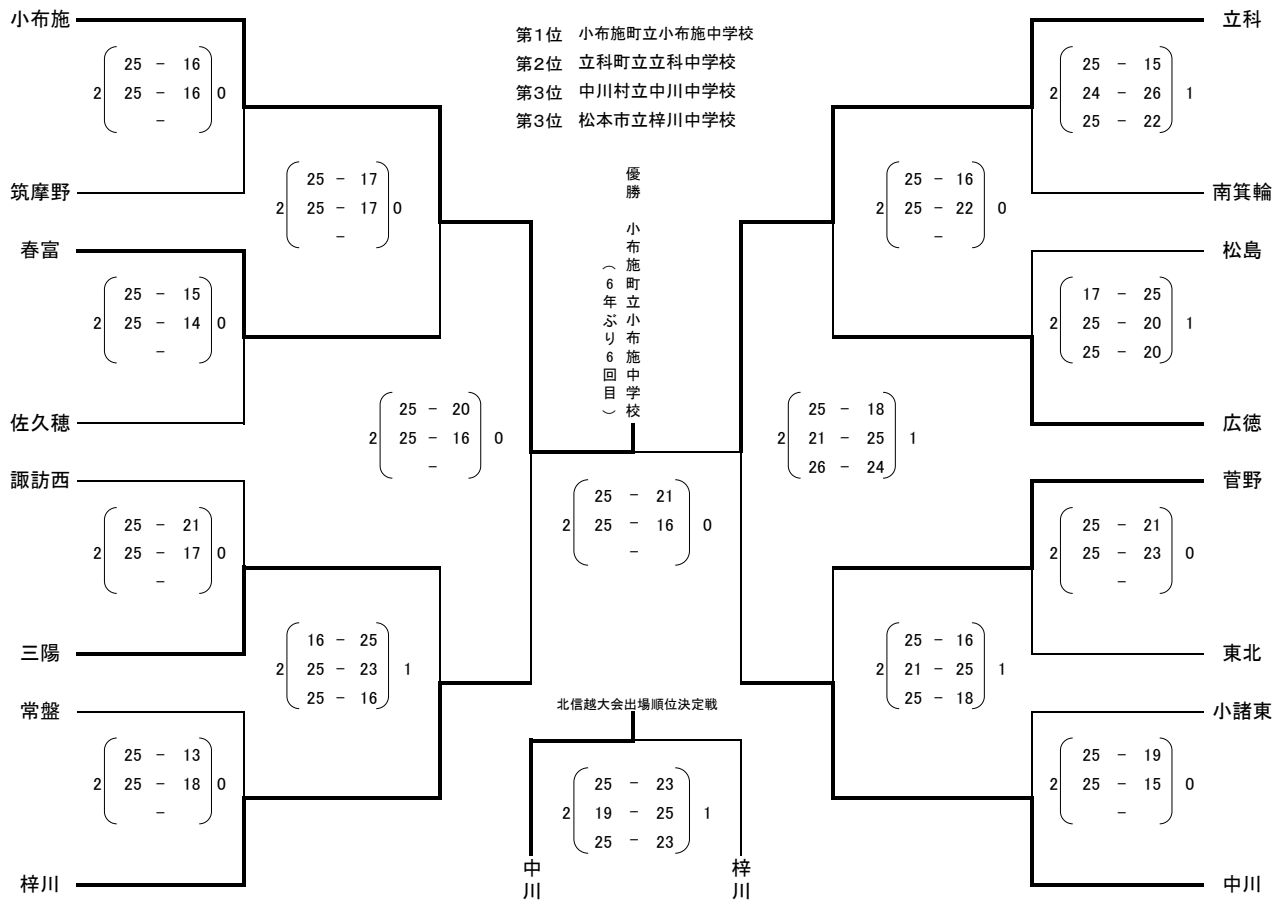 小布施
25 - 16
2 25 - 16 0
-
筑摩野
25 - 17
2 25 - 17 0
-
春富
25 - 15
2 25 - 14 0
-
佐久穂
25 - 20
2 25 - 16 0
-
諏訪西
25 - 21
2 25 - 17 0
-
三陽
16 - 25
2 25 - 23 1
25 - 16
常盤
25 - 13
2 25 - 18 0
-
梓川
第1位 小布施町立小布施中学校
第2位 立科町立立科中学校
第3位 中川村立中川中学校
第3位 松本市立梓川中学校
優勝 小布施町立小布施中学校
(6年ぶり6回目)
25 - 21
2 25 - 16 0
-
北信越大会出場順位決定戦
25 - 23
2 19 - 25 1
25 - 23
中川
梓川
立科
25 - 15
2 24 - 26 1
25 - 22
南箕輪
25 - 16
2 25 - 22 0
-
松島
17 - 25
2 25 - 20 1
25 - 20
広徳
25 - 18
2 21 - 25 1
26 - 24
菅野
25 - 21
2 25 - 23 0
-
東北
25 - 16
2 21 - 25 1
25 - 18
小諸東
25 - 19
2 25 - 15 0
-
中川